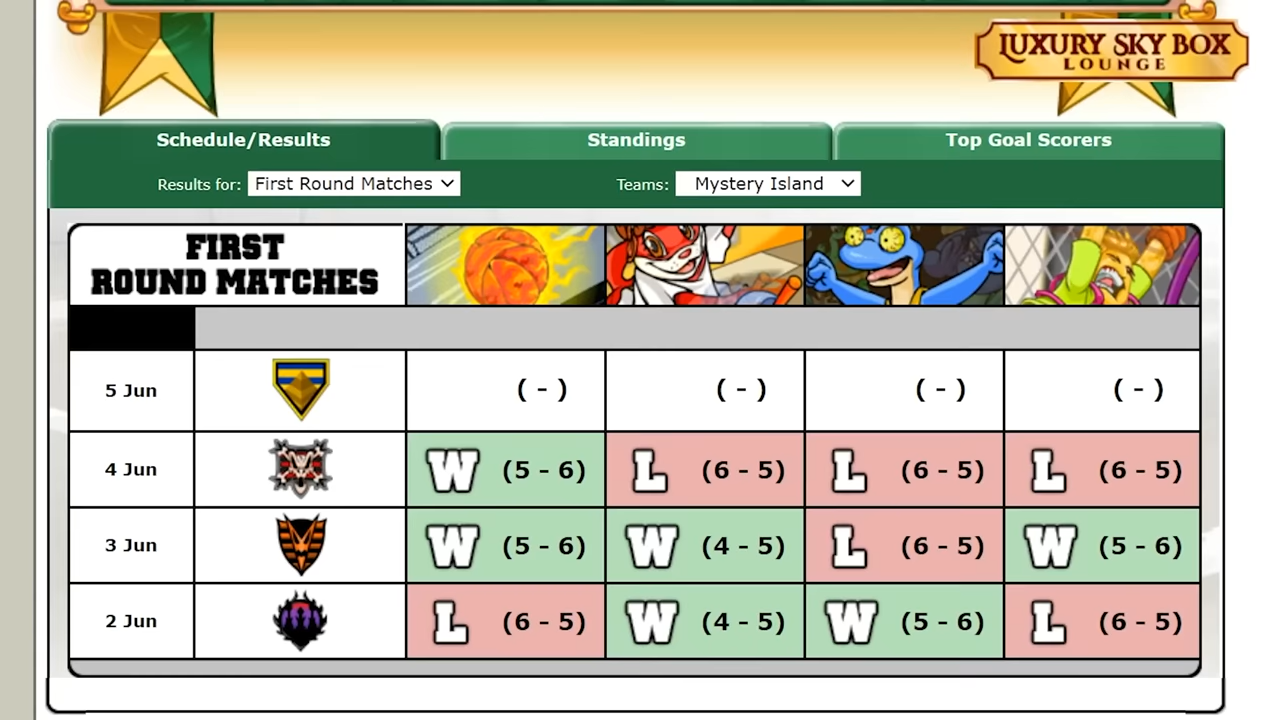 LUXURY SKY BOX
LOUNGE
Schedule/Results Standings Top Goal Scorers
Results for: First Round Matches Teams: Mystery Island
FIRST
ROUND MATCHES
5 Jun ( - ) ( - ) ( - ) ( - )
4 Jun W (5 - 6) L (6 - 5) L (6 - 5) L (6 - 5)
3 Jun W (5 - 6) W (4 - 5) L (6 - 5) W (5 - 6)
2 Jun L (6 - 5) W (4 - 5) W (5 - 6) L (6 - 5)